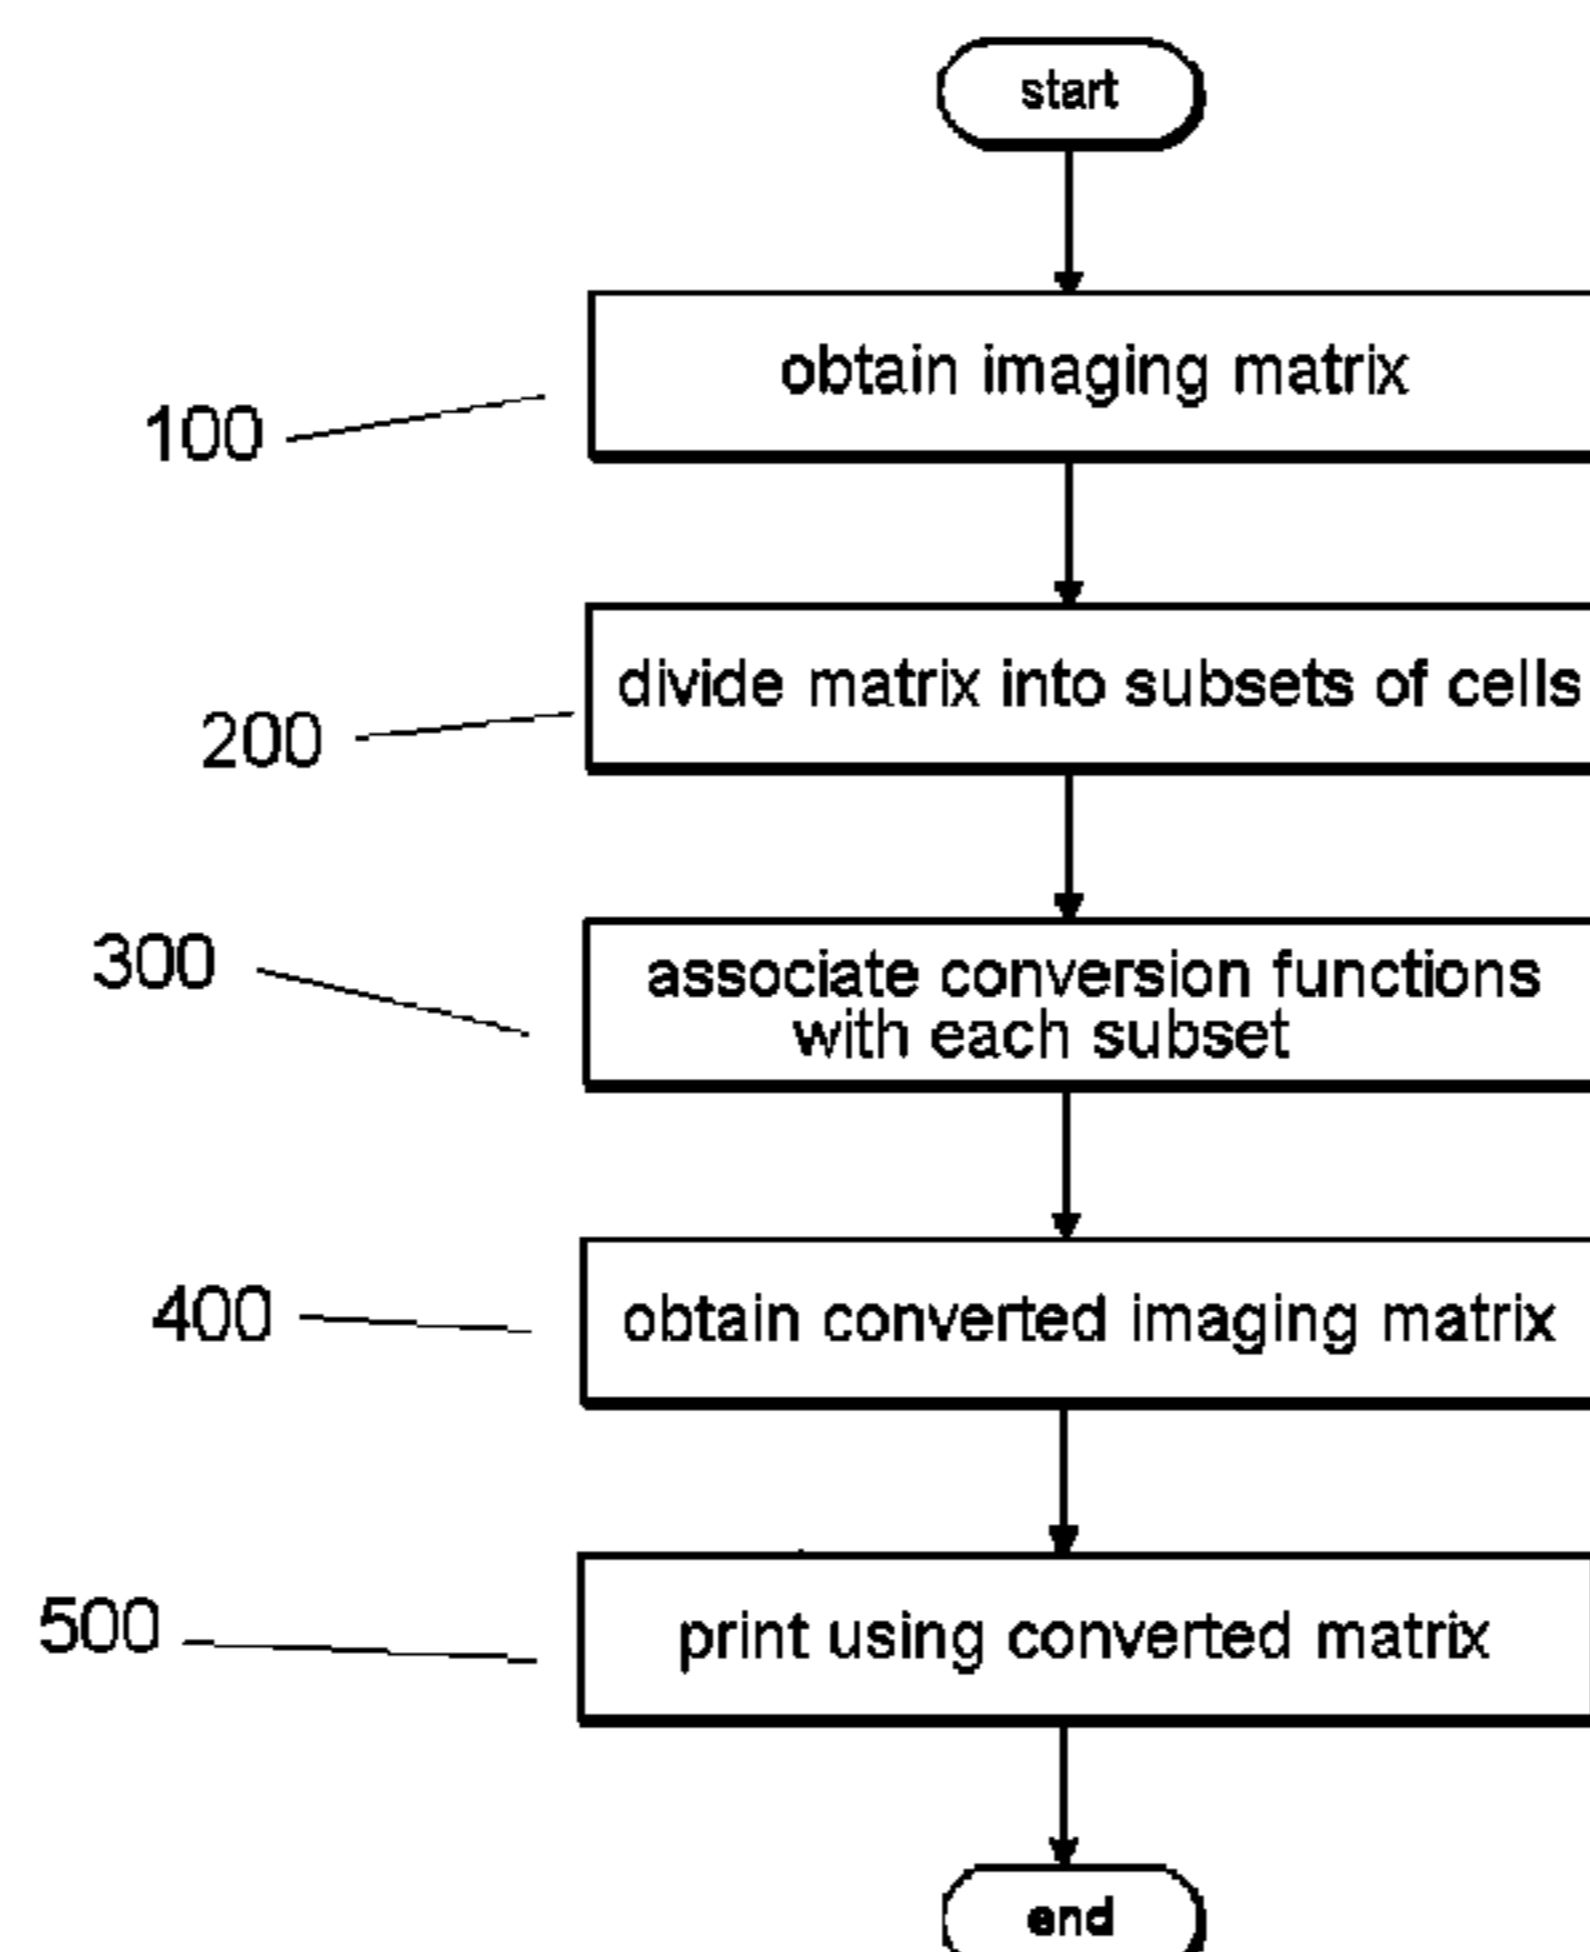 start
obtain imaging matrix
100
divide matrix into subsets of cells
200
300
associate conversion functions
with each subset
400
obtain converted imaging matrix
500
print using converted matrix
end